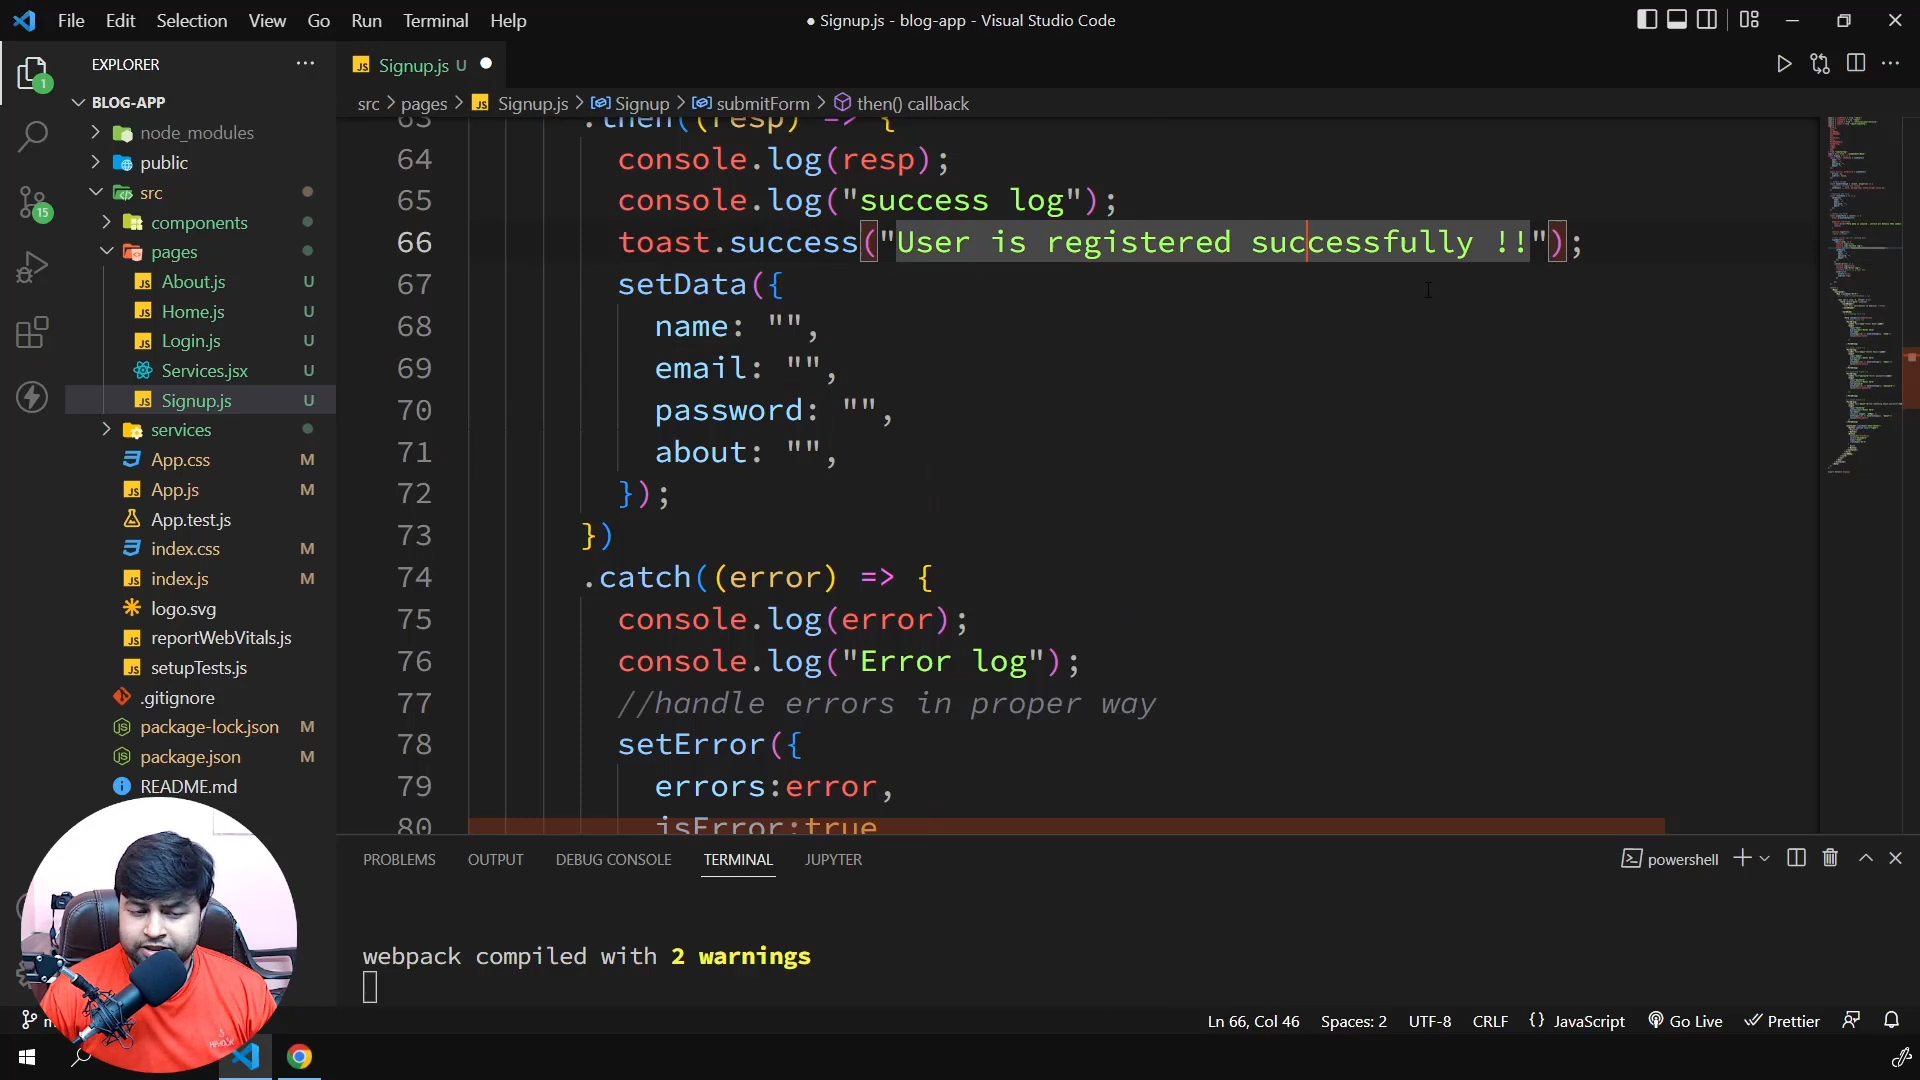 File Edit Selection View Go Run Terminal Help
● Signup.js - blog-app - Visual Studio Code
EXPLORER
Signup.js U
BLOG-APP
src > pages > Signup.js > Signup > submitForm > then() callback
1
15
node_modules
public
src
components
pages
About.js U
Home.js U
Login.js U
Services.jsx U
Signup.js U
services
App.css M
App.js M
App.test.js
index.css M
index.js M
logo.svg
reportWebVitals.js
setupTests.js
.gitignore
package-lock.json M
package.json M
README.md
63 .then((resp) => {
64 console.log(resp);
65 console.log("success log");
66 toast.success("User is registered successfully !!");
67 setData({
68 name: "",
69 email: "",
70 password: "",
71 about: "",
72 });
73 })
74 .catch((error) => {
75 console.log(error);
76 console.log("Error log");
77 //handle errors in proper way
78 setError({
79 errors:error,
80 isError:true
PROBLEMS OUTPUT DEBUG CONSOLE TERMINAL JUPYTER
powershell
webpack compiled with 2 warnings
Ln 66, Col 46 Spaces: 2 UTF-8 CRLF {} JavaScript Go Live Prettier